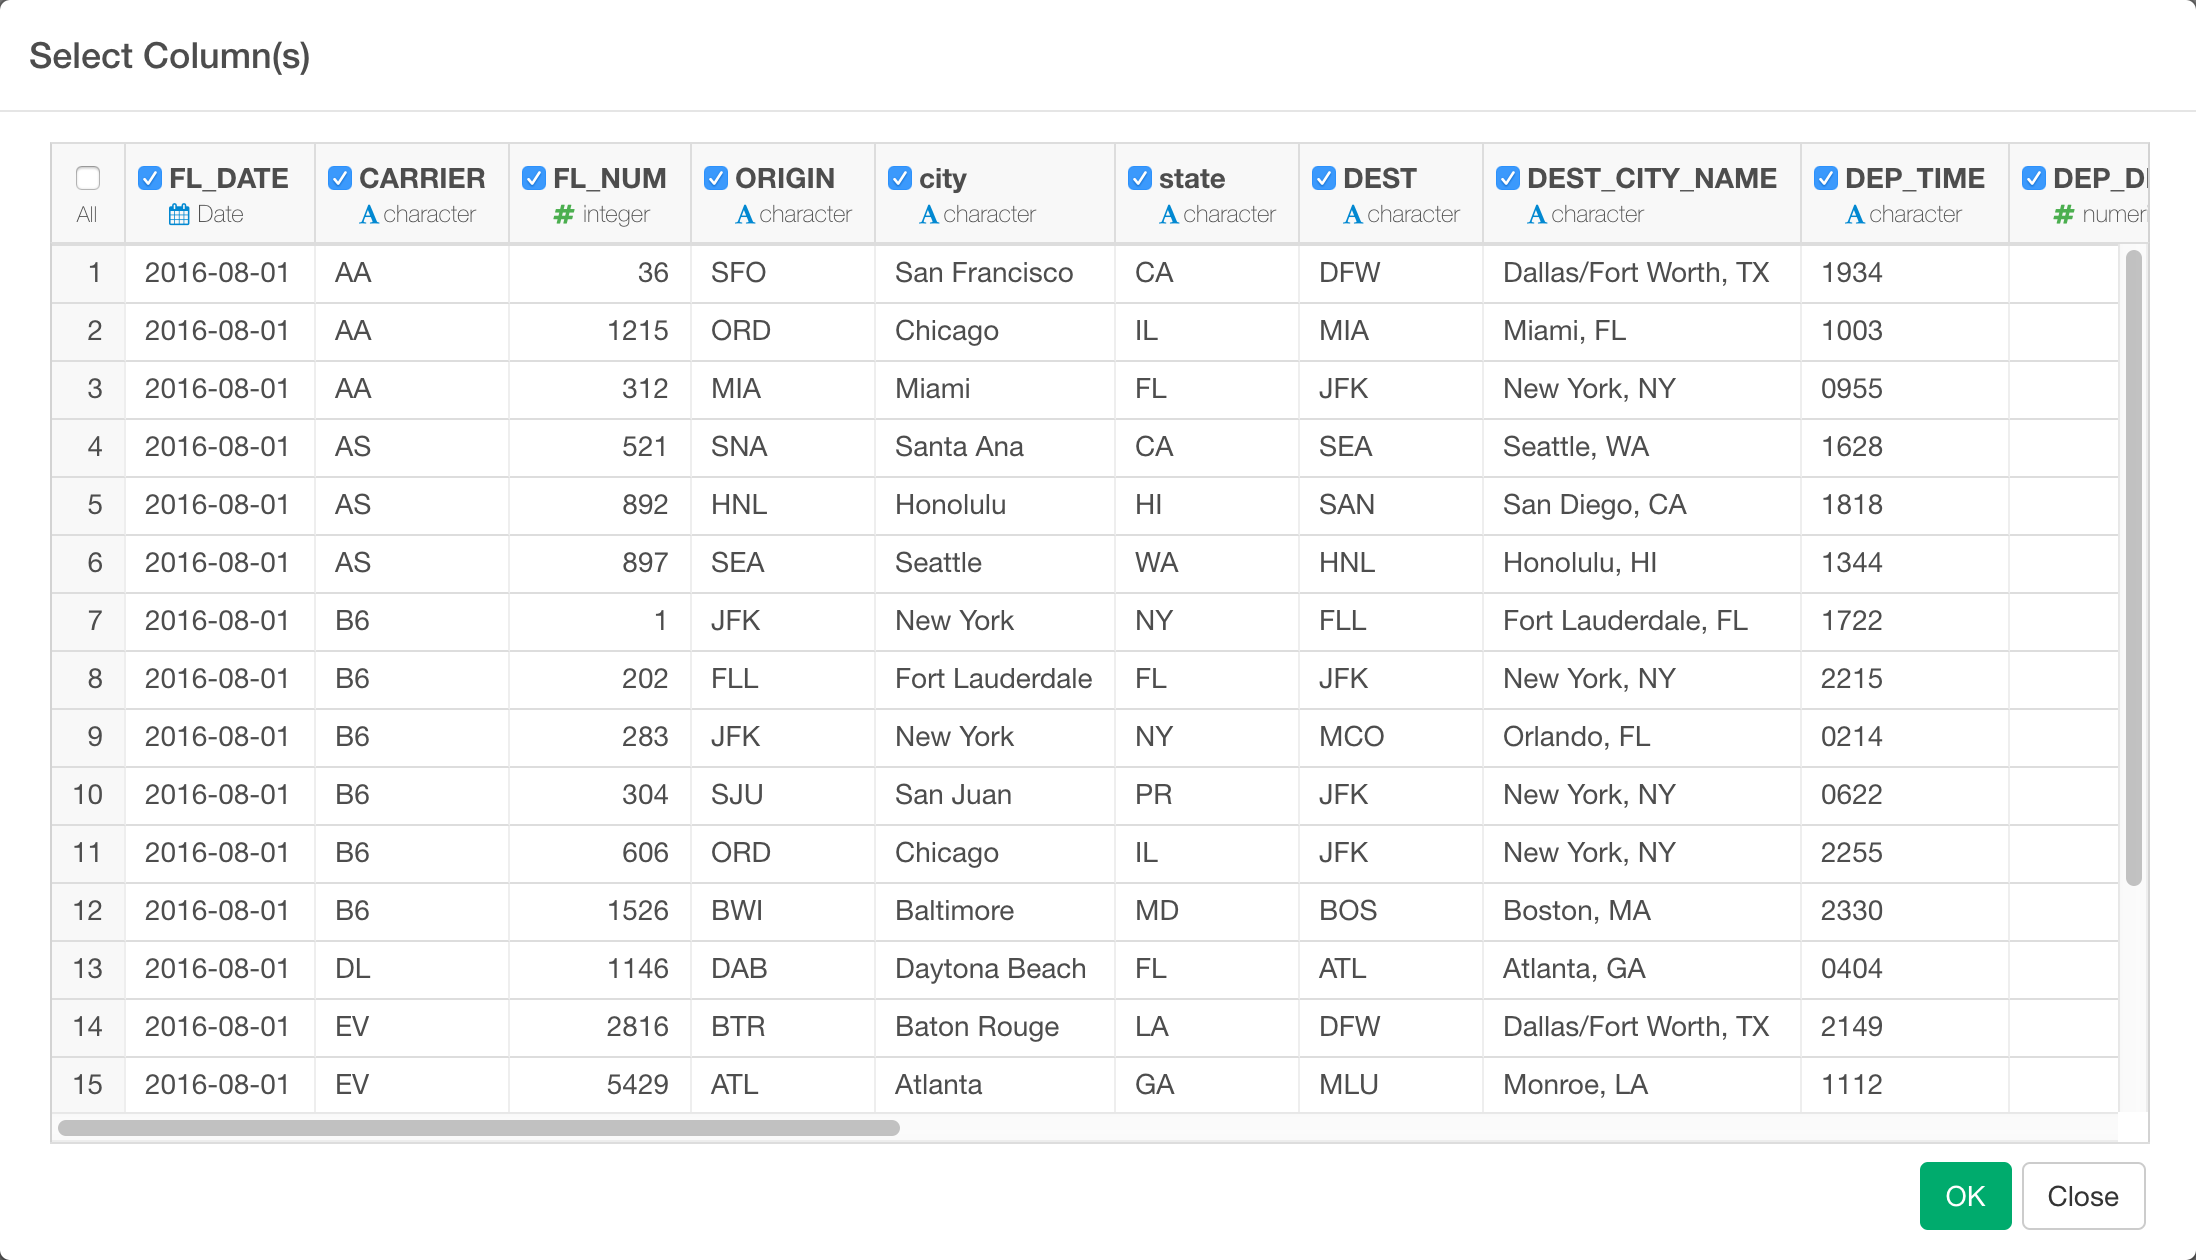 Select Column(s)
All FL_DATE CARRIER FL_NUM ORIGIN city state DEST DEST_CITY_NAME DEP_TIME DEP_D
Date character # integer character character character character character character # numeri
1 2016-08-01 AA 36 SFO San Francisco CA DFW Dallas/Fort Worth, TX 1934
2 2016-08-01 AA 1215 ORD Chicago IL MIA Miami, FL 1003
3 2016-08-01 AA 312 MIA Miami FL JFK New York, NY 0955
4 2016-08-01 AS 521 SNA Santa Ana CA SEA Seattle, WA 1628
5 2016-08-01 AS 892 HNL Honolulu HI SAN San Diego, CA 1818
6 2016-08-01 AS 897 SEA Seattle WA HNL Honolulu, HI 1344
7 2016-08-01 B6 1 JFK New York NY FLL Fort Lauderdale, FL 1722
8 2016-08-01 B6 202 FLL Fort Lauderdale FL JFK New York, NY 2215
9 2016-08-01 B6 283 JFK New York NY MCO Orlando, FL 0214
10 2016-08-01 B6 304 SJU San Juan PR JFK New York, NY 0622
11 2016-08-01 B6 606 ORD Chicago IL JFK New York, NY 2255
12 2016-08-01 B6 1526 BWI Baltimore MD BOS Boston, MA 2330
13 2016-08-01 DL 1146 DAB Daytona Beach FL ATL Atlanta, GA 0404
14 2016-08-01 EV 2816 BTR Baton Rouge LA DFW Dallas/Fort Worth, TX 2149
15 2016-08-01 EV 5429 ATL Atlanta GA MLU Monroe, LA 1112
OK Close